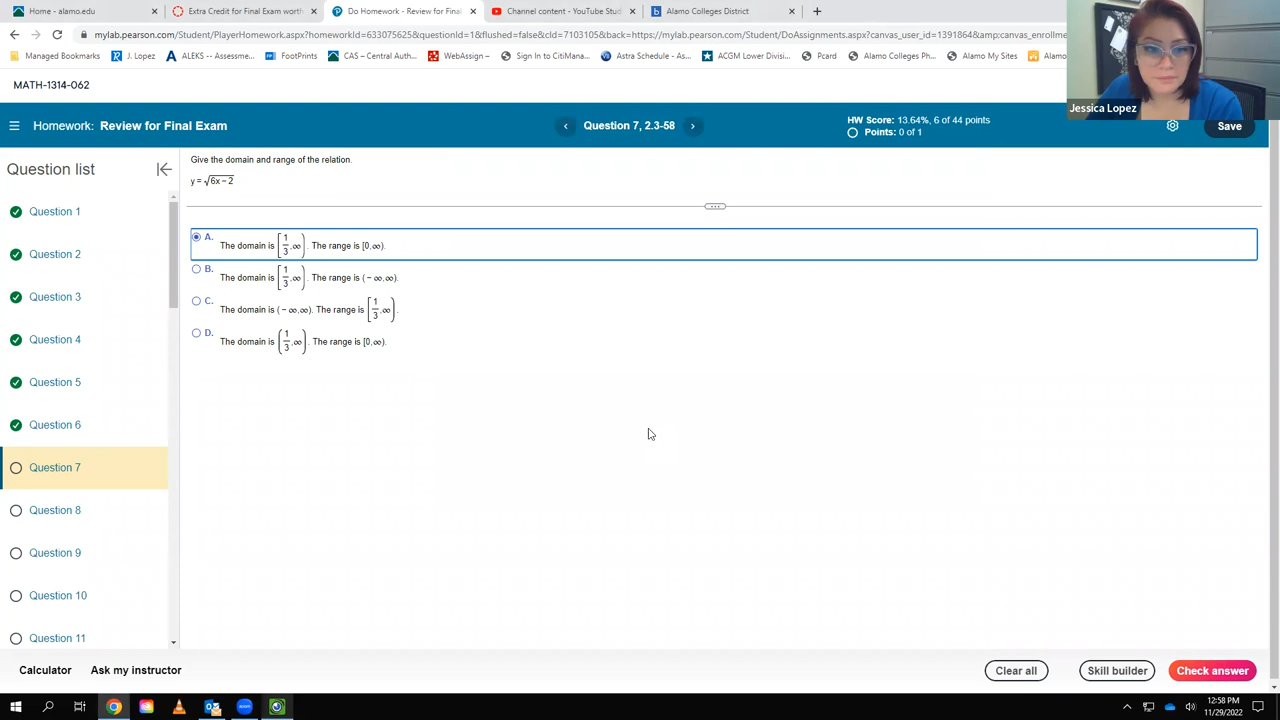 Home - alamo.edu
Extra Credit for Final Exam worth
Do Homework - Review for Final
Channel content - YouTube Stud
Alamo Colleges District
mylab.pearson.com/Student/PlayerHomework.aspx?homeworkId=633075625&questionId=1&flushed=false&cId=7103105&back=https://mylab.pearson.com/Student/DoAssignments.aspx?canvas_user_id=1391864&amp;canvas_enrollme
Managed Bookmarks
J. Lopez
ALEKS -- Assessme...
FootPrints
CAS – Central Auth...
WebAssign –
Sign In to CitiMana...
Astra Schedule - As...
ACGM Lower Divisi...
Pcard
Alamo Colleges Ph...
Alamo My Sites
Alamo
Jessica Lopez
MATH-1314-062
Homework: Review for Final Exam
Question 7, 2.3-58
HW Score: 13.64%, 6 of 44 points
Points: 0 of 1
Save
Question list
Question 1
Question 2
Question 3
Question 4
Question 5
Question 6
Question 7
Question 8
Question 9
Question 10
Question 11
Give the domain and range of the relation.
y = √6x − 2
A. The domain is [1/3, ∞). The range is [0,∞).
B. The domain is [1/3, ∞). The range is (− ∞,∞).
C. The domain is (− ∞,∞). The range is [1/3, ∞).
D. The domain is (1/3, ∞). The range is [0,∞).
Calculator
Ask my instructor
Clear all
Skill builder
Check answer
12:58 PM
11/29/2022